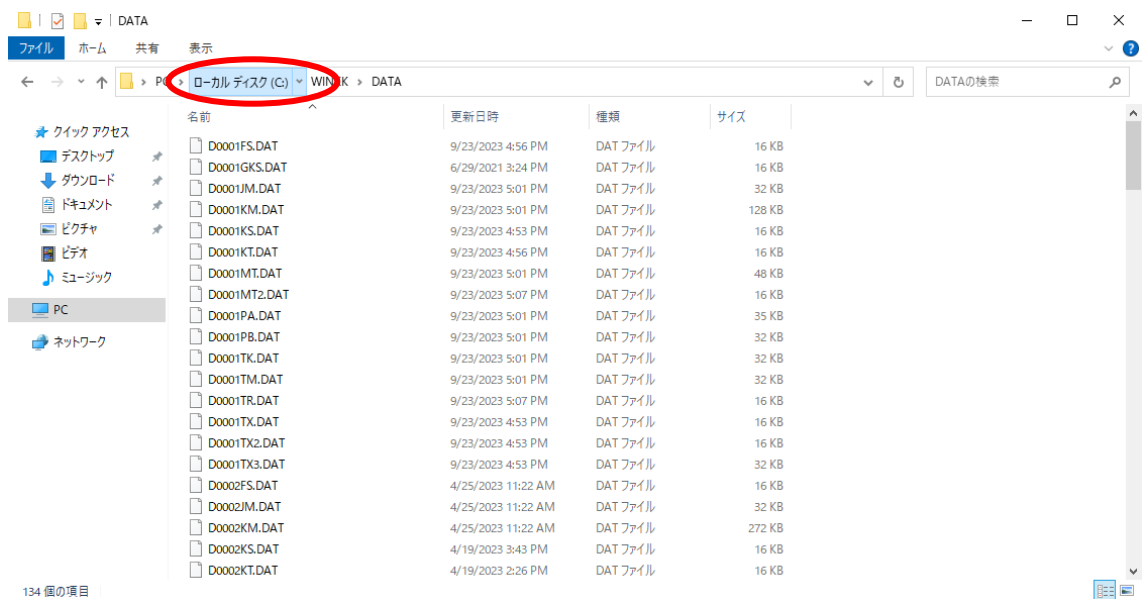 DATA
ファイル ホーム 共有 表示
PC ローカル ディスク (C:) DATA DATAの検索
名前 更新日時 種類 サイズ
クイック アクセス
デスクトップ
ダウンロード
ドキュメント
ピクチャ
ビデオ
ミュージック
PC
ネットワーク
D0001FS.DAT 9/23/2023 4:56 PM DAT ファイル 16 KB
D0001GKS.DAT 6/29/2021 3:24 PM DAT ファイル 16 KB
D0001JM.DAT 9/23/2023 5:01 PM DAT ファイル 32 KB
D0001KM.DAT 9/23/2023 5:01 PM DAT ファイル 128 KB
D0001KS.DAT 9/23/2023 4:53 PM DAT ファイル 16 KB
D0001KT.DAT 9/23/2023 4:56 PM DAT ファイル 16 KB
D0001MT.DAT 9/23/2023 5:01 PM DAT ファイル 48 KB
D0001MT2.DAT 9/23/2023 5:07 PM DAT ファイル 16 KB
D0001PA.DAT 9/23/2023 5:01 PM DAT ファイル 35 KB
D0001PB.DAT 9/23/2023 5:01 PM DAT ファイル 32 KB
D0001TK.DAT 9/23/2023 5:01 PM DAT ファイル 32 KB
D0001TM.DAT 9/23/2023 5:01 PM DAT ファイル 32 KB
D0001TR.DAT 9/23/2023 5:07 PM DAT ファイル 16 KB
D0001TX.DAT 9/23/2023 4:53 PM DAT ファイル 16 KB
D0001TX2.DAT 9/23/2023 4:53 PM DAT ファイル 16 KB
D0001TX3.DAT 9/23/2023 4:53 PM DAT ファイル 32 KB
D0002FS.DAT 4/25/2023 11:22 AM DAT ファイル 16 KB
D0002JM.DAT 4/25/2023 11:22 AM DAT ファイル 32 KB
D0002KM.DAT 4/25/2023 11:22 AM DAT ファイル 272 KB
D0002KS.DAT 4/19/2023 3:43 PM DAT ファイル 16 KB
D0002KT.DAT 4/19/2023 2:26 PM DAT ファイル 16 KB
134 個の項目